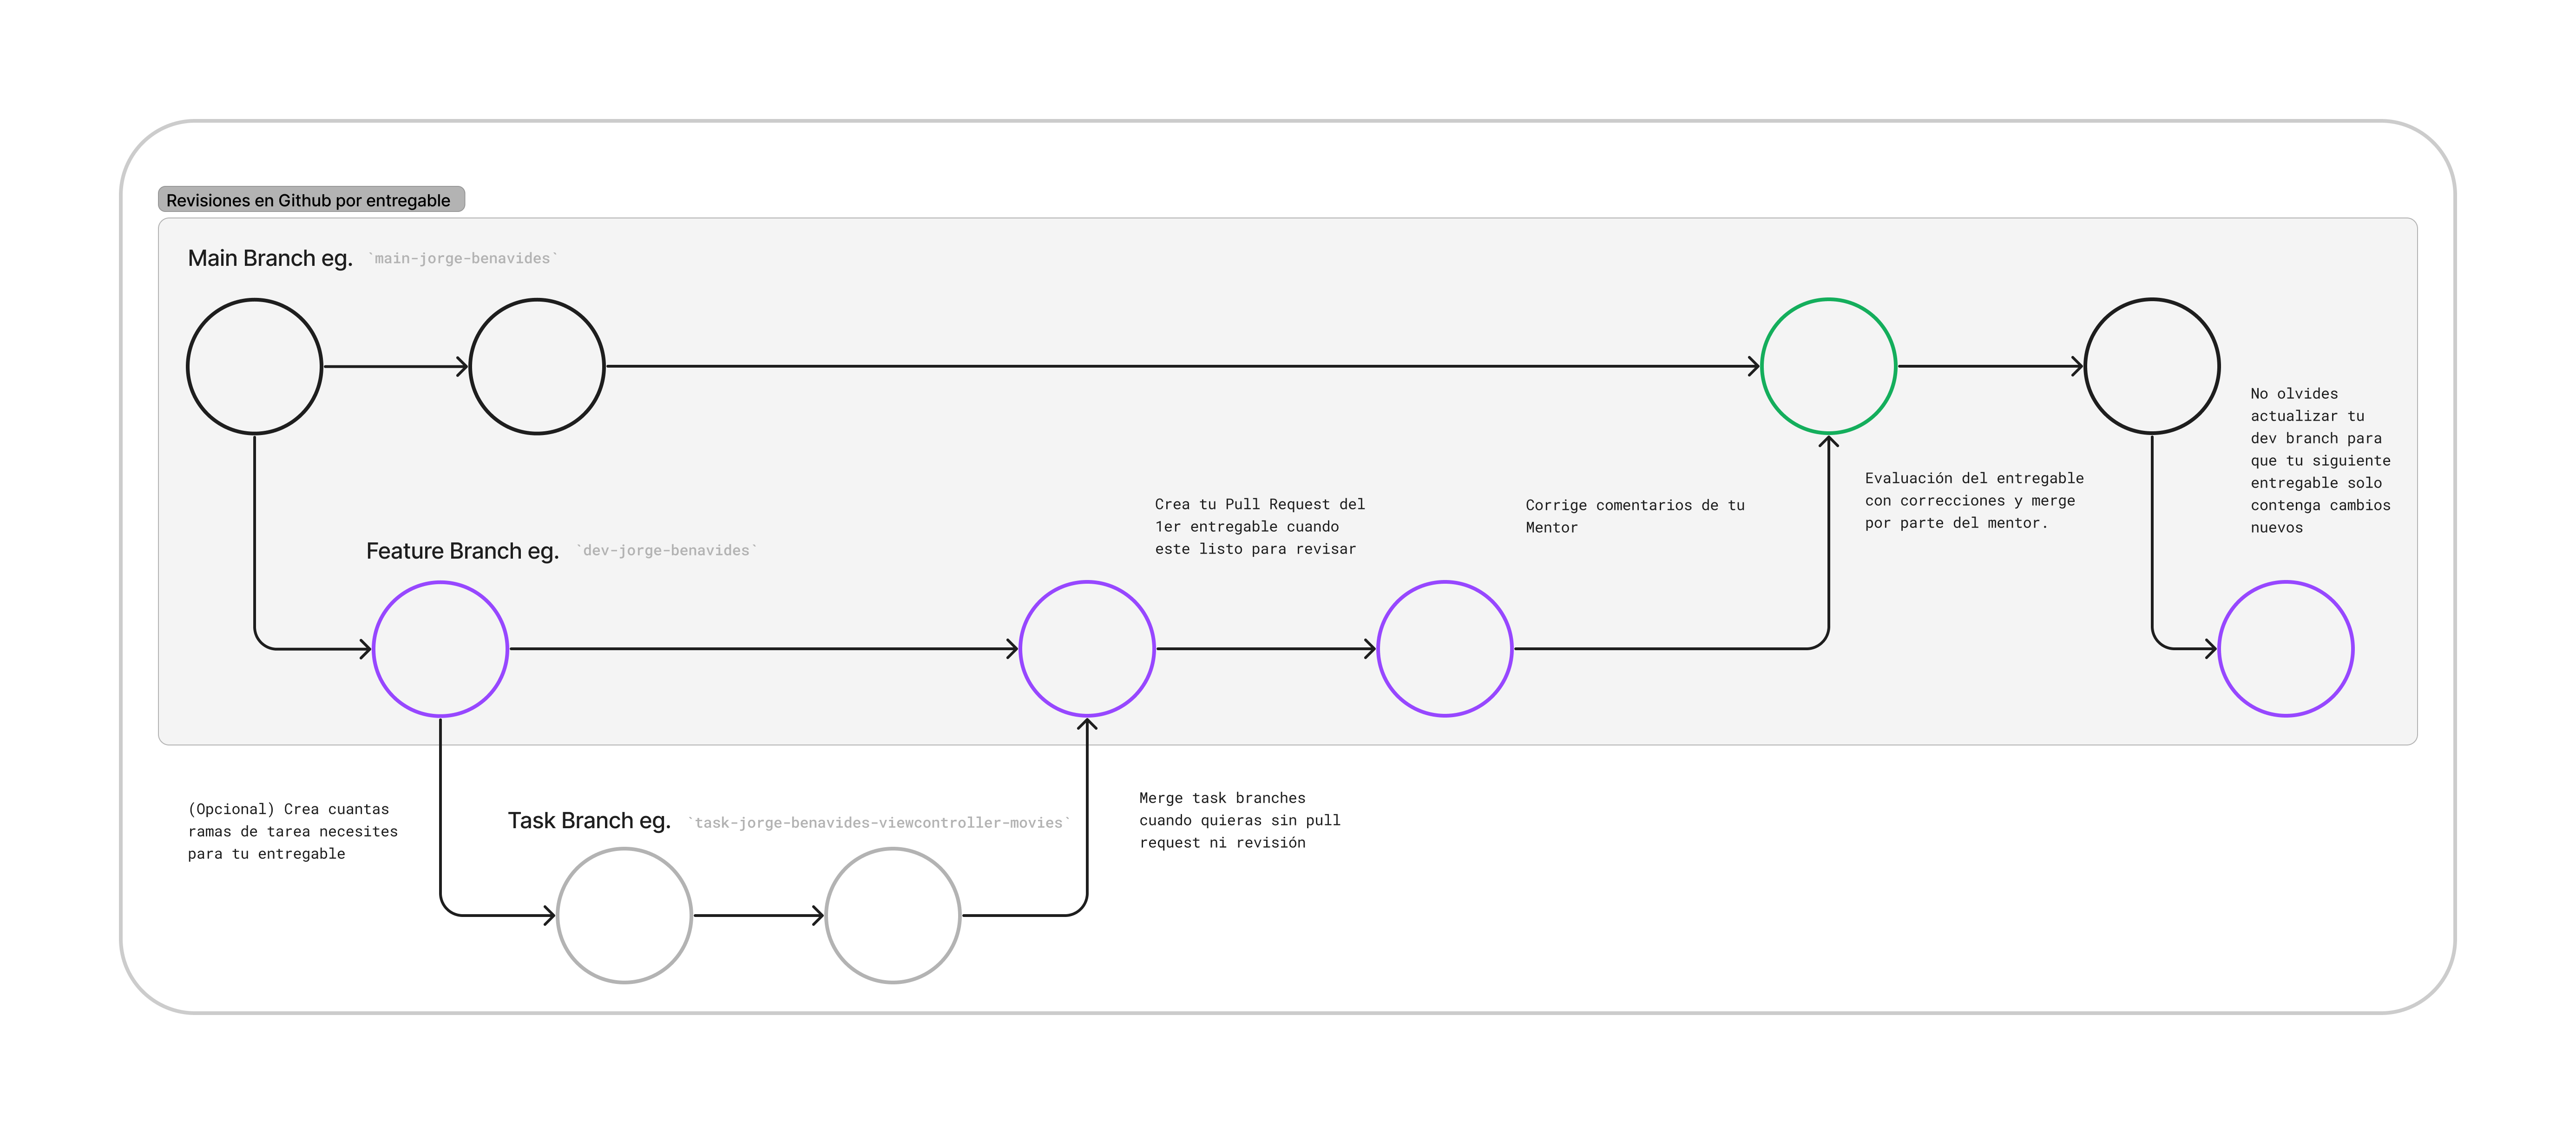 Revisiones en Github por entregable
Main Branch eg. `main-jorge-benavides`
No olvides
actualizar tu
dev branch para
que tu siguiente
entregable solo
contenga cambios
nuevos
Evaluación del entregable
con correcciones y merge
por parte del mentor.
Crea tu Pull Request del
1er entregable cuando
este listo para revisar
Corrige comentarios de tu
Mentor
Feature Branch eg. `dev-jorge-benavides`
(Opcional) Crea cuantas
ramas de tarea necesites
para tu entregable
Task Branch eg. `task-jorge-benavides-viewcontroller-movies`
Merge task branches
cuando quieras sin pull
request ni revisión